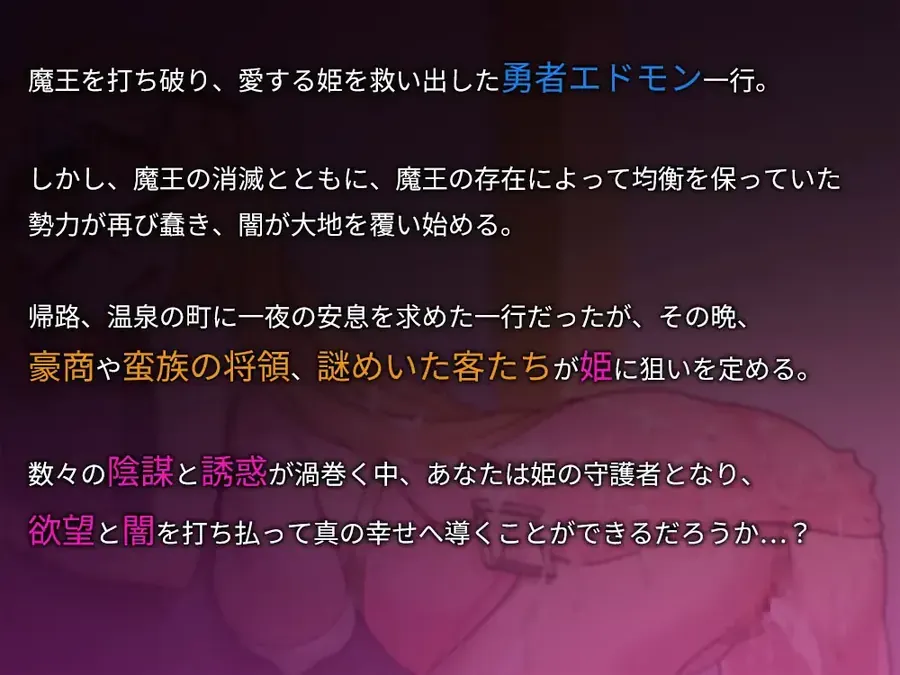 魔王を打ち破り、愛する姫を救い出した勇者エドモン一行。
しかし、魔王の消滅とともに、魔王の存在によって均衡を保っていた
勢力が再び蠢き、闇が大地を覆い始める。
帰路、温泉の町に一夜の安息を求めた一行だったが、その晩、
豪商や蛮族の将領、謎めいた客たちが姫に狙いを定める。
数々の陰謀と誘惑が渦巻く中、あなたは姫の守護者となり、
欲望と闇を打ち払って真の幸せへ導くことができるだろうか…？